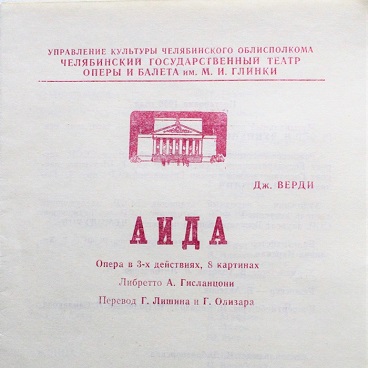 УПРАВЛЕНИЕ КУЛЬТУРЫ ЧЕЛЯБИНСКОГО ОБЛИСПОЛКОМА
ЧЕЛЯБИНСКИЙ ГОСУДАРСТВЕННЫЙ ТЕАТР
ОПЕРЫ И БАЛЕТА им. М. И. ГЛИНКИ
Дж. ВЕРДИ
АИДА
Опера в 3-х действиях, 8 картинах
Либретто А. Гисланцони
Перевод Г. Лишина и Г. Олизара